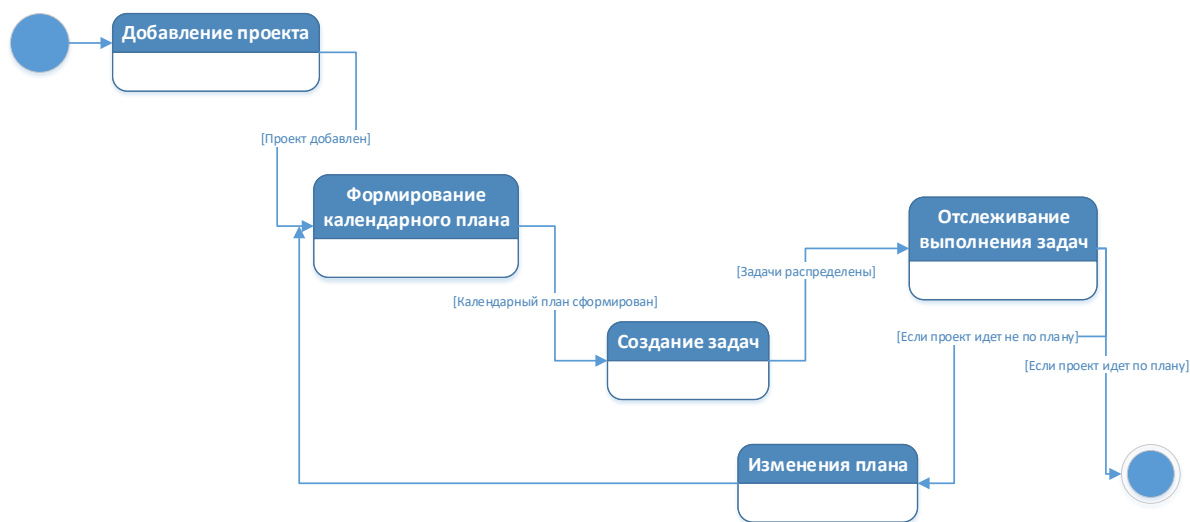 Добавление проекта
[Проект добавлен]
Формирование
календарного плана
[Календарный план сформирован]
Создание задач
[Задачи распределены]
Отслеживание
выполнения задач
[Если проект идет не по плану]
[Если проект идет по плану]
Изменения плана